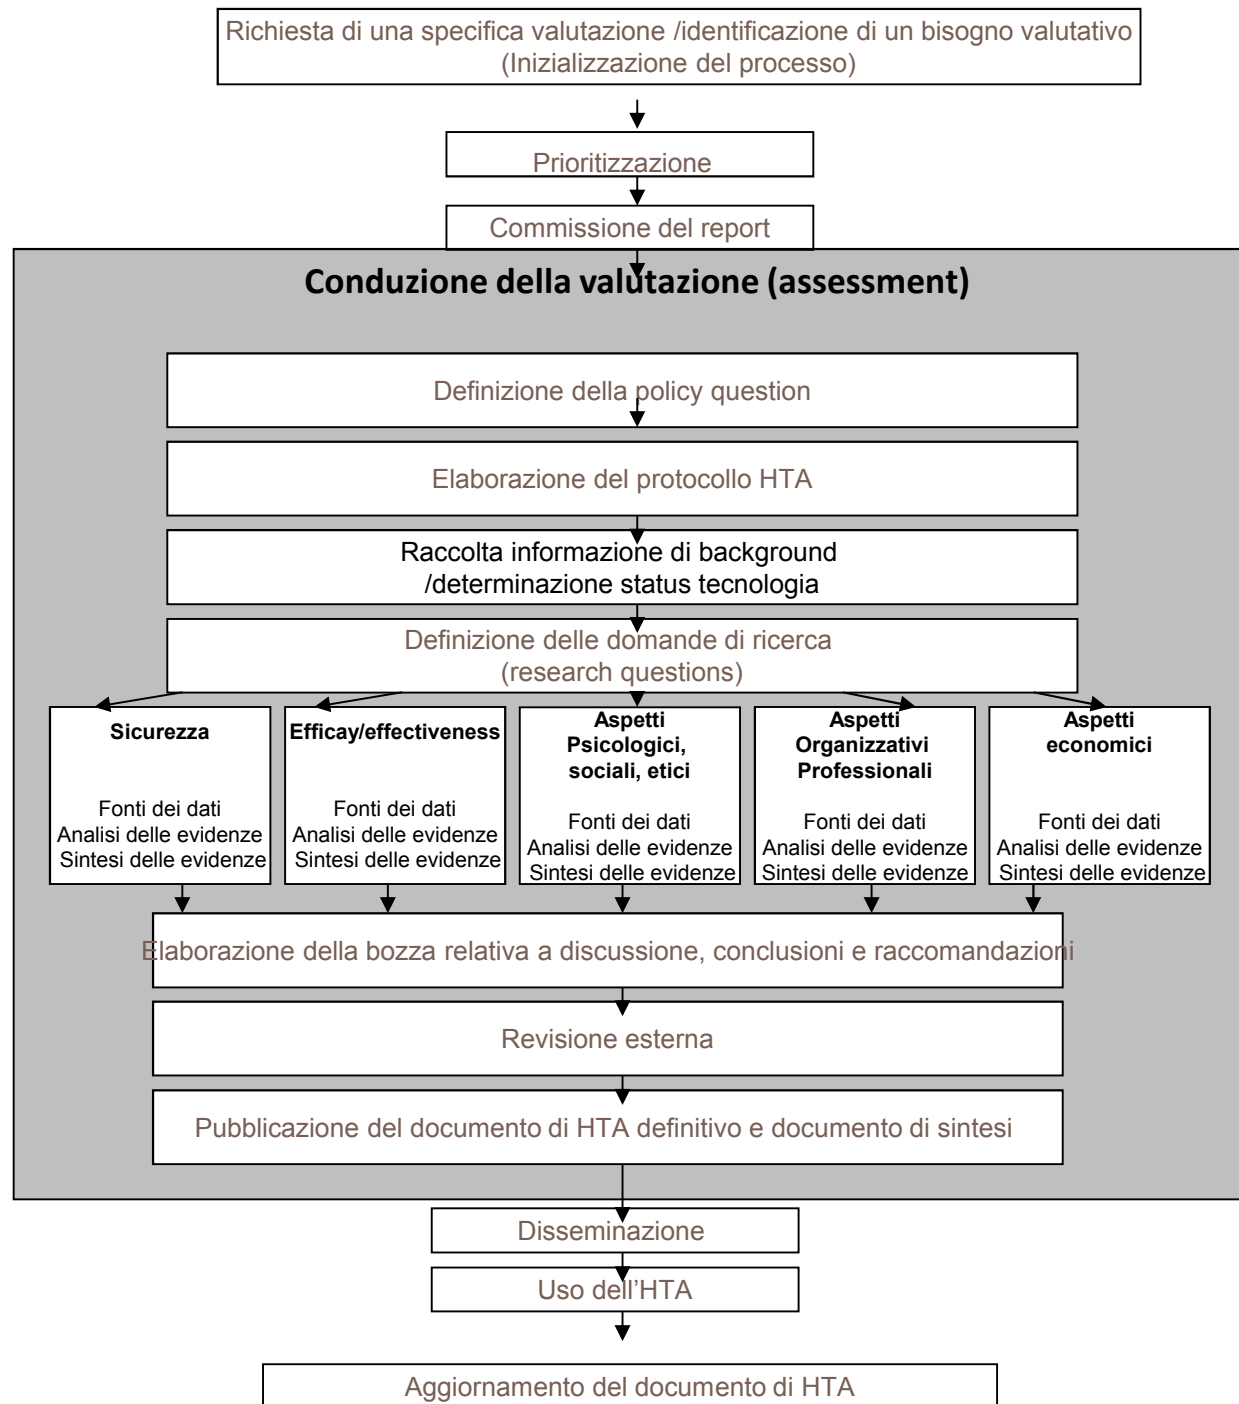 Richiesta di una specifica valutazione /identificazione di un bisogno valutativo
(Inizializzazione del processo)
Prioritizzazione
Commissione del report
Conduzione della valutazione (assessment)
Definizione della policy question
Elaborazione del protocollo HTA
Raccolta informazione di background
/determinazione status tecnologia
Definizione delle domande di ricerca
(research questions)
Sicurezza
Fonti dei dati
Analisi delle evidenze
Sintesi delle evidenze
Efficay/effectiveness
Fonti dei dati
Analisi delle evidenze
Sintesi delle evidenze
Aspetti
Psicologici,
sociali, etici
Fonti dei dati
Analisi delle evidenze
Sintesi delle evidenze
Aspetti
Organizzativi
Professionali
Fonti dei dati
Analisi delle evidenze
Sintesi delle evidenze
Aspetti
economici
Fonti dei dati
Analisi delle evidenze
Sintesi delle evidenze
Elaborazione della bozza relativa a discussione, conclusioni e raccomandazioni
Revisione esterna
Pubblicazione del documento di HTA definitivo e documento di sintesi
Disseminazione
Uso dell’HTA
Aggiornamento del documento di HTA